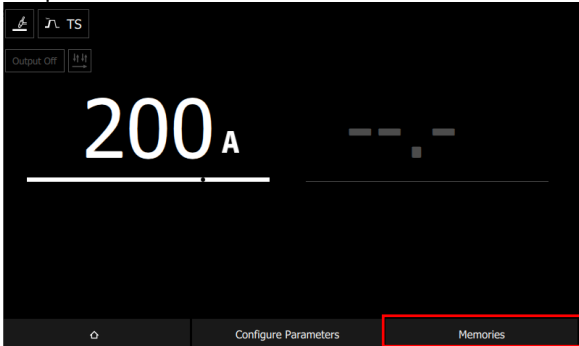 TS
Output Off
200 A
--.-
Configure Parameters
Memories